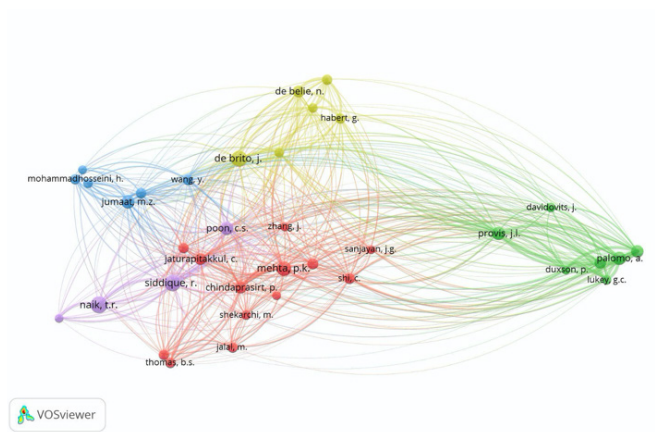 de belie, n.
habert, g.
de brito, j.
mohammadhosseini, h.
wang, y.
jumaat, m.z.
davidovits, j.
poon, c.s.
zhang, j.
provis, j.l.
sanjayan, j.g.
jaturapitakkul, c.
palomo, a.
mehta, p.k.
duxson, p.
siddique, r.
shi, c.
lukey, g.c.
chindaprasirt, p.
naik, t.r.
shekarchi, m.
jalal, m.
thomas, b.s.
VOSviewer